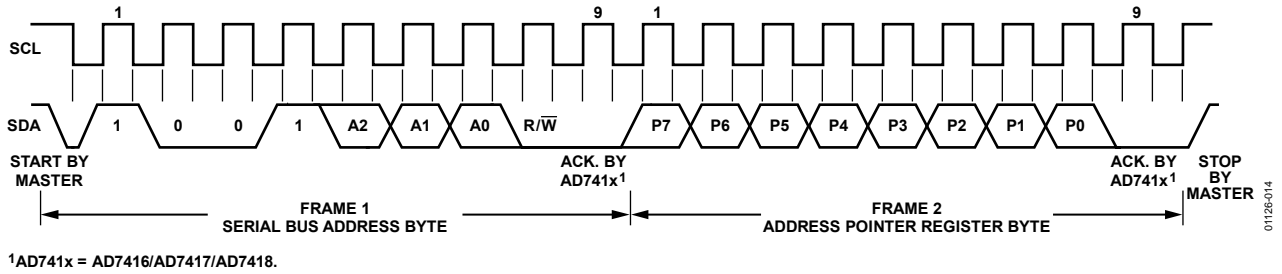 1 9 1 9
SCL
SDA 1 0 0 1 A2 A1 A0 R/W̅ P7 P6 P5 P4 P3 P2 P1 P0
START BY MASTER
ACK. BY AD741x1
ACK. BY AD741x1
STOP BY MASTER
FRAME 1
SERIAL BUS ADDRESS BYTE
FRAME 2
ADDRESS POINTER REGISTER BYTE
01126-014
1AD741x = AD7416/AD7417/AD7418.